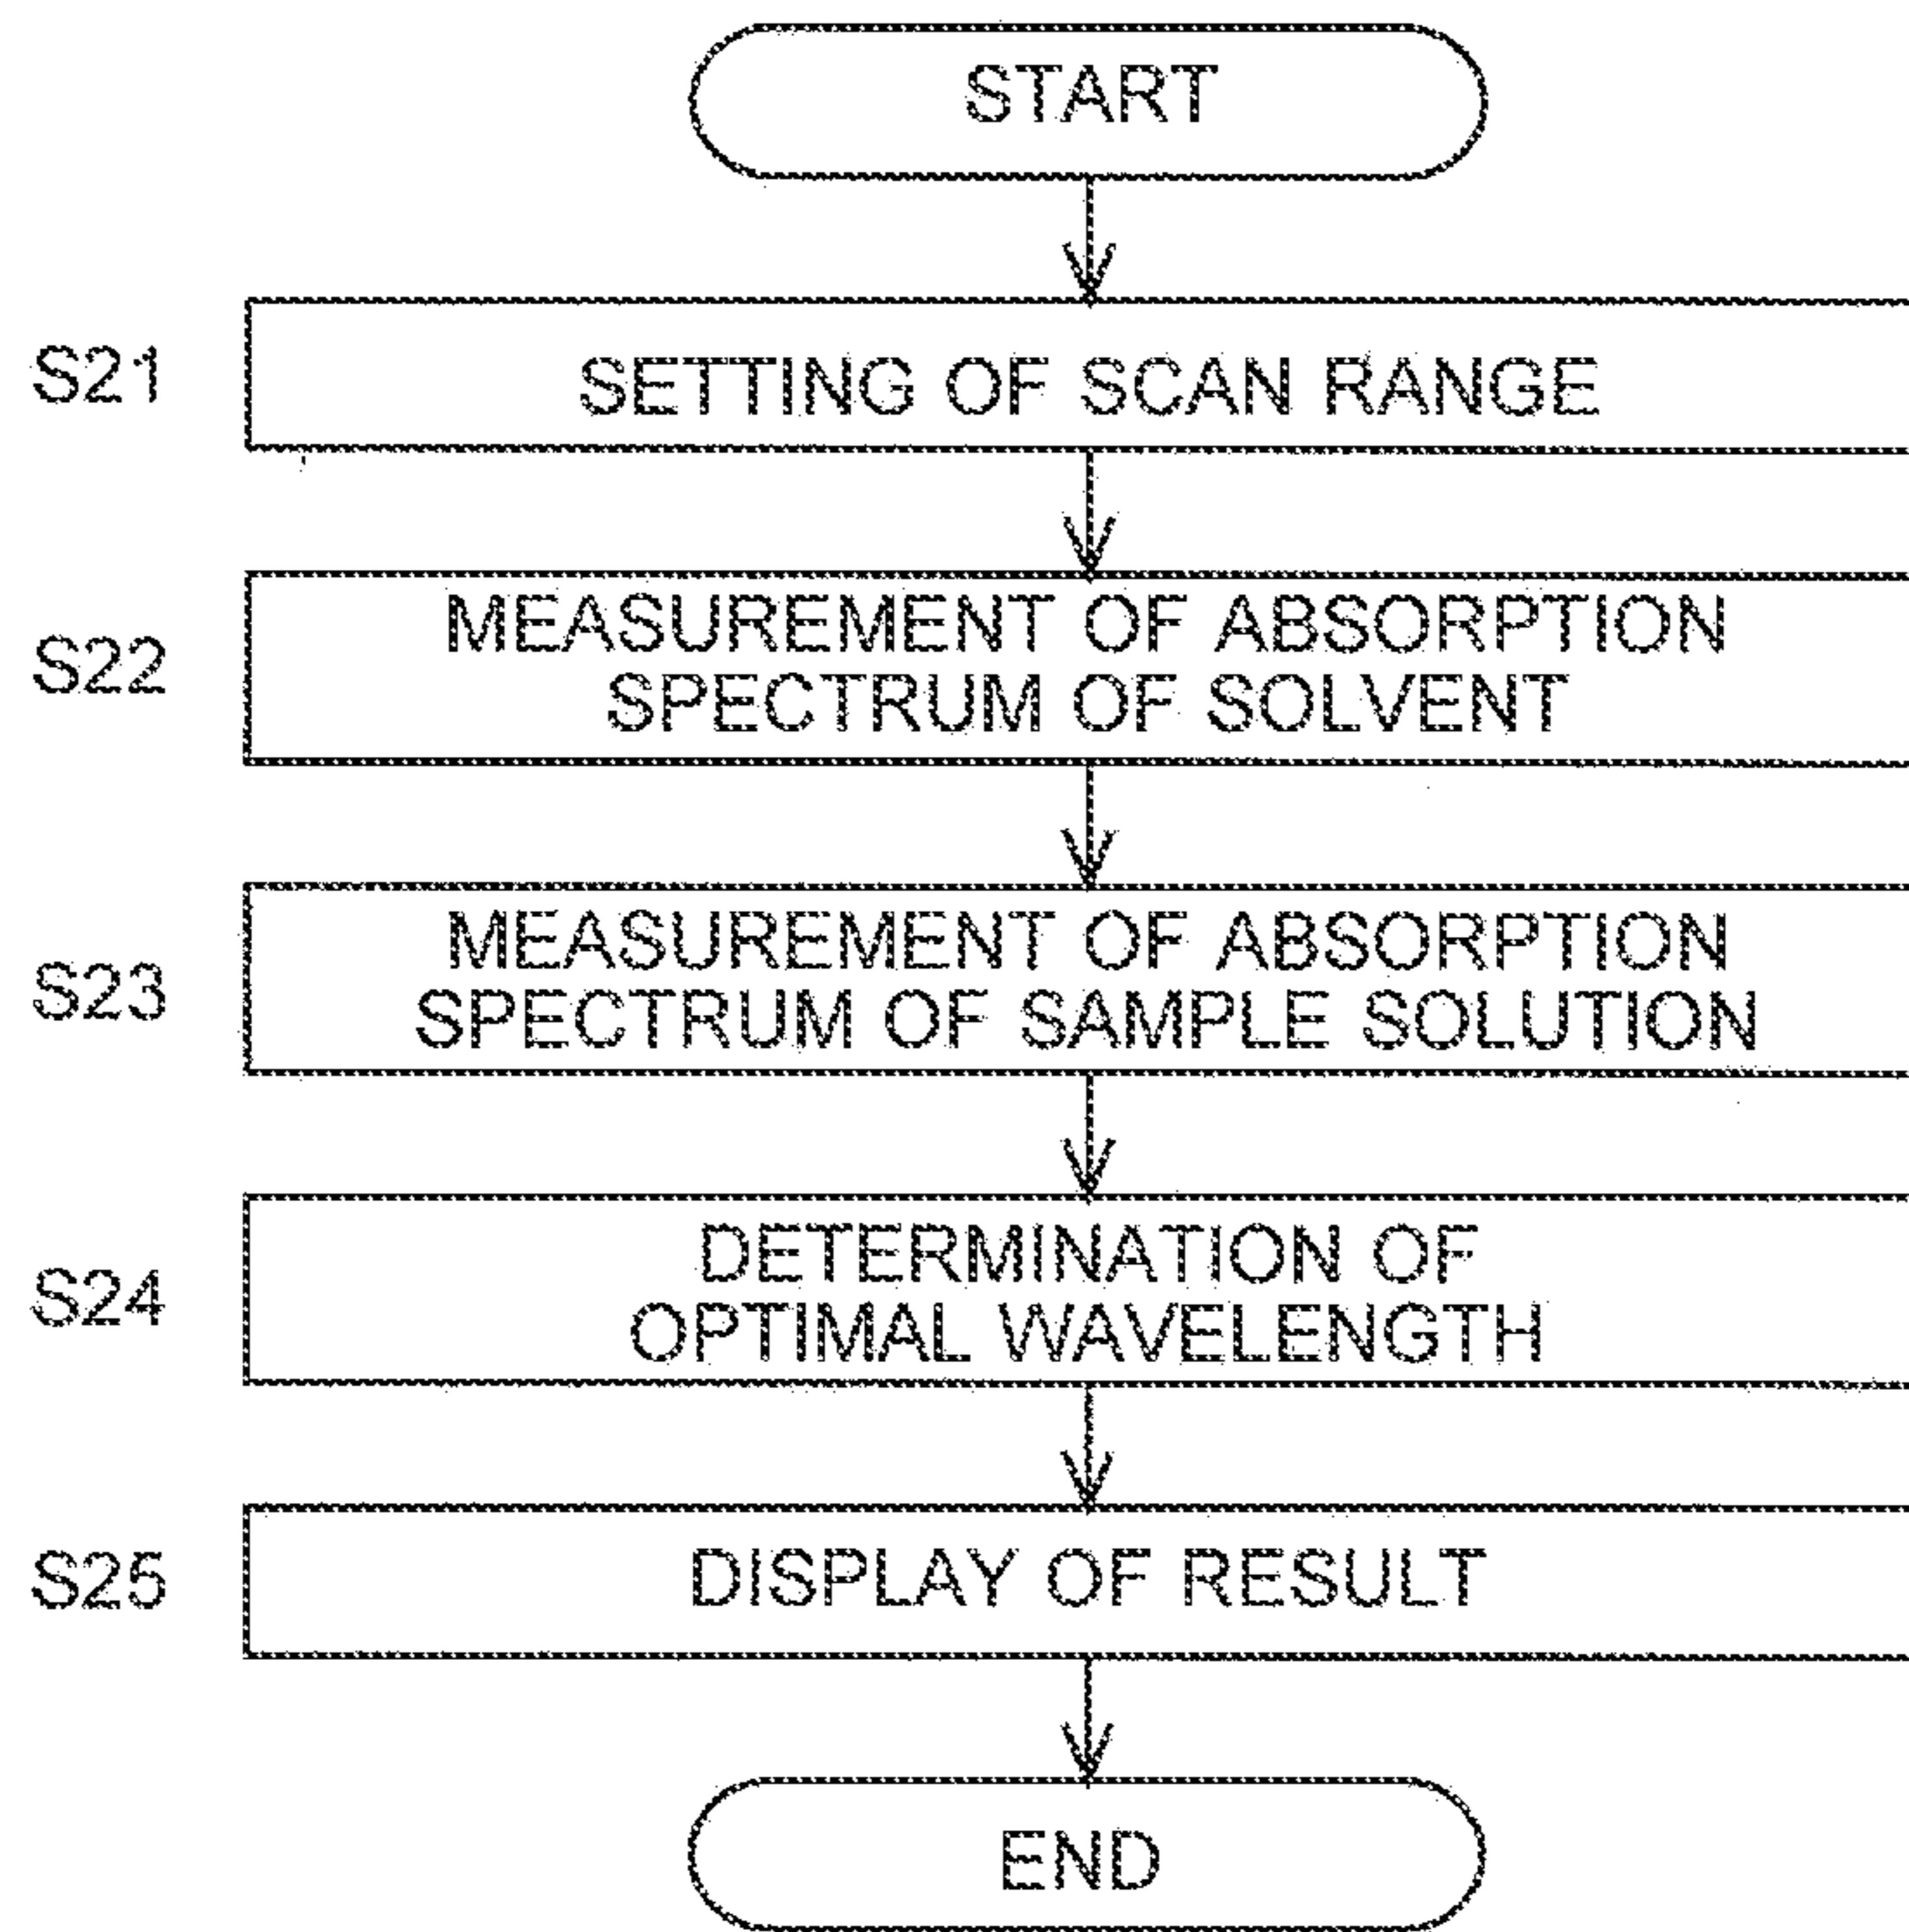 START
S21
SETTING OF SCAN RANGE
S22
MEASUREMENT OF ABSORPTION
SPECTRUM OF SOLVENT
S23
MEASUREMENT OF ABSORPTION
SPECTRUM OF SAMPLE SOLUTION
S24
DETERMINATION OF
OPTIMAL WAVELENGTH
S25
DISPLAY OF RESULT
END